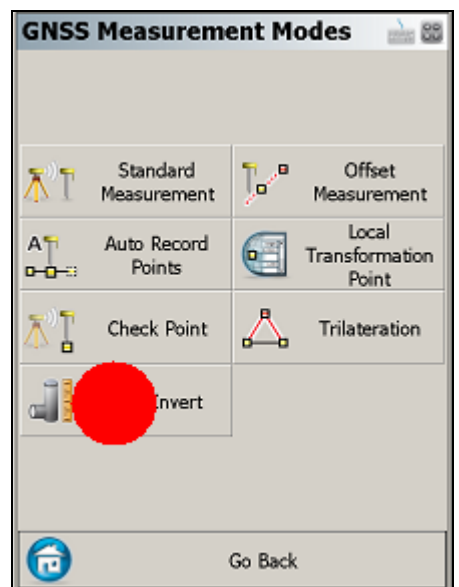 GNSS Measurement Modes
Standard
Measurement
Offset
Measurement
Auto Record
Points
Local
Transformation
Point
Check Point
Trilateration
Invert
Go Back